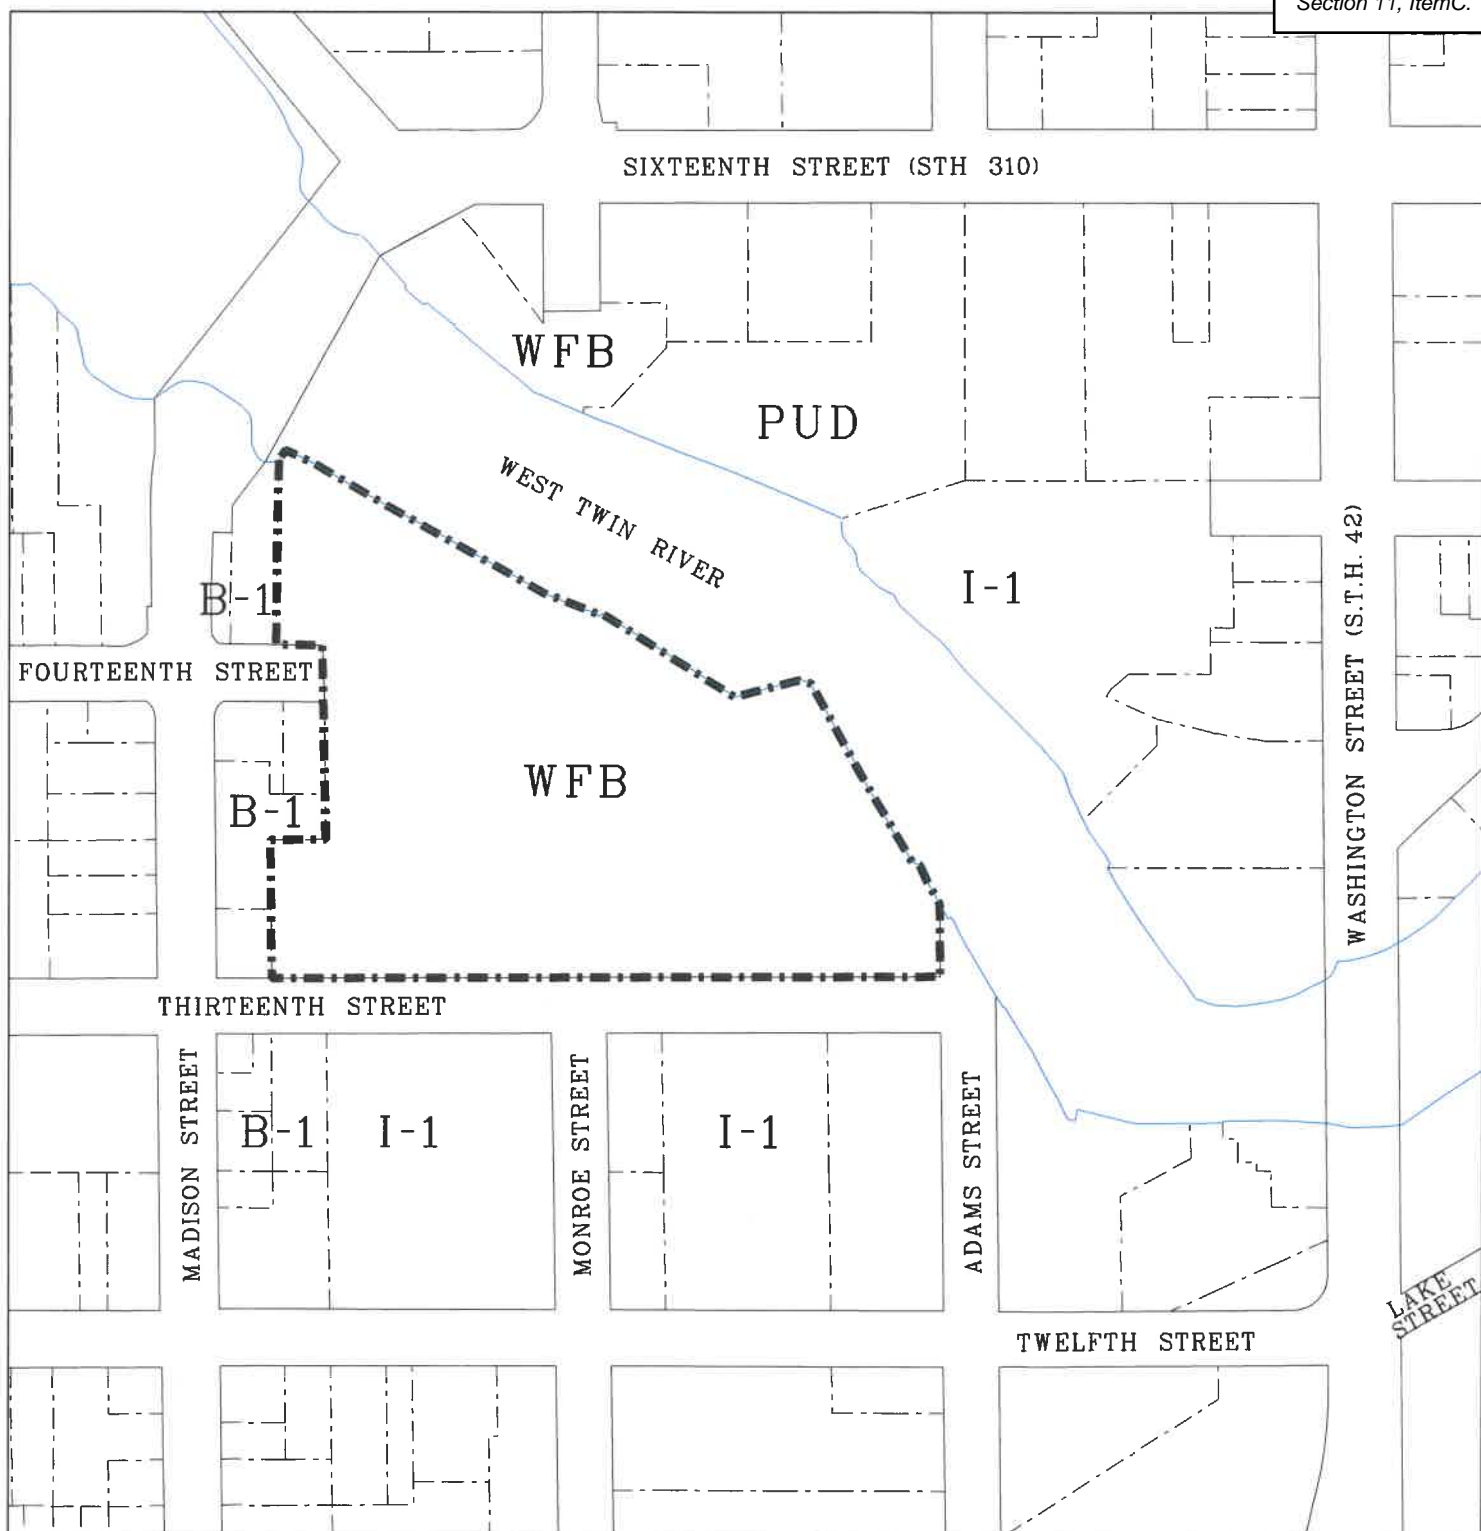 Section 11, ItemC.
SIXTEENTH STREET (STH 310)
WFB
PUD
WEST TWIN RIVER
I-1
B-1
WASHINGTON STREET (S.T.H. 42)
FOURTEENTH STREET
WFB
B-1
THIRTEENTH STREET
MADISON STREET
B-1
I-1
MONROE STREET
I-1
ADAMS STREET
LAKE
STREET
TWELFTH STREET